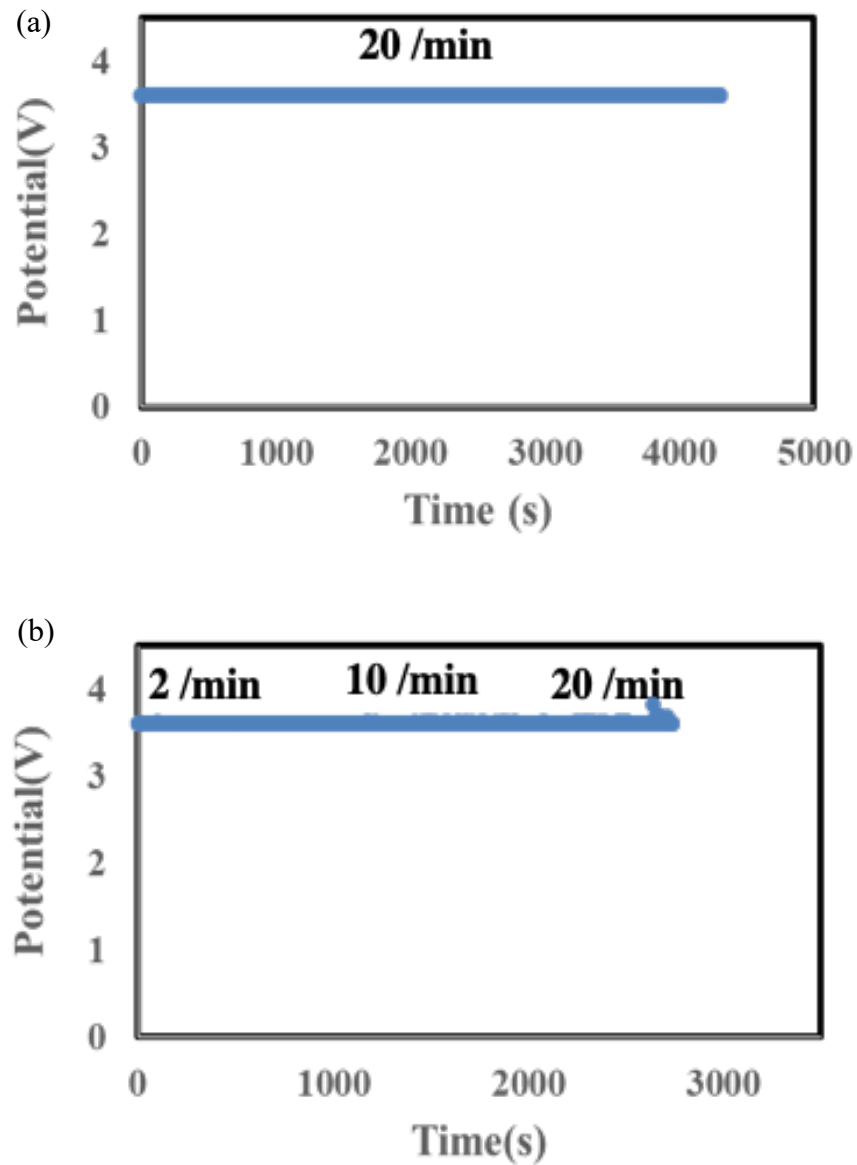 (a)
20 /min
4
3
2
1
0
Potential(V)
0 1000 2000 3000 4000 5000
Time (s)
(b)
2 /min 10 /min 20 /min
4
3
2
1
0
Potential(V)
0 1000 2000 3000
Time(s)